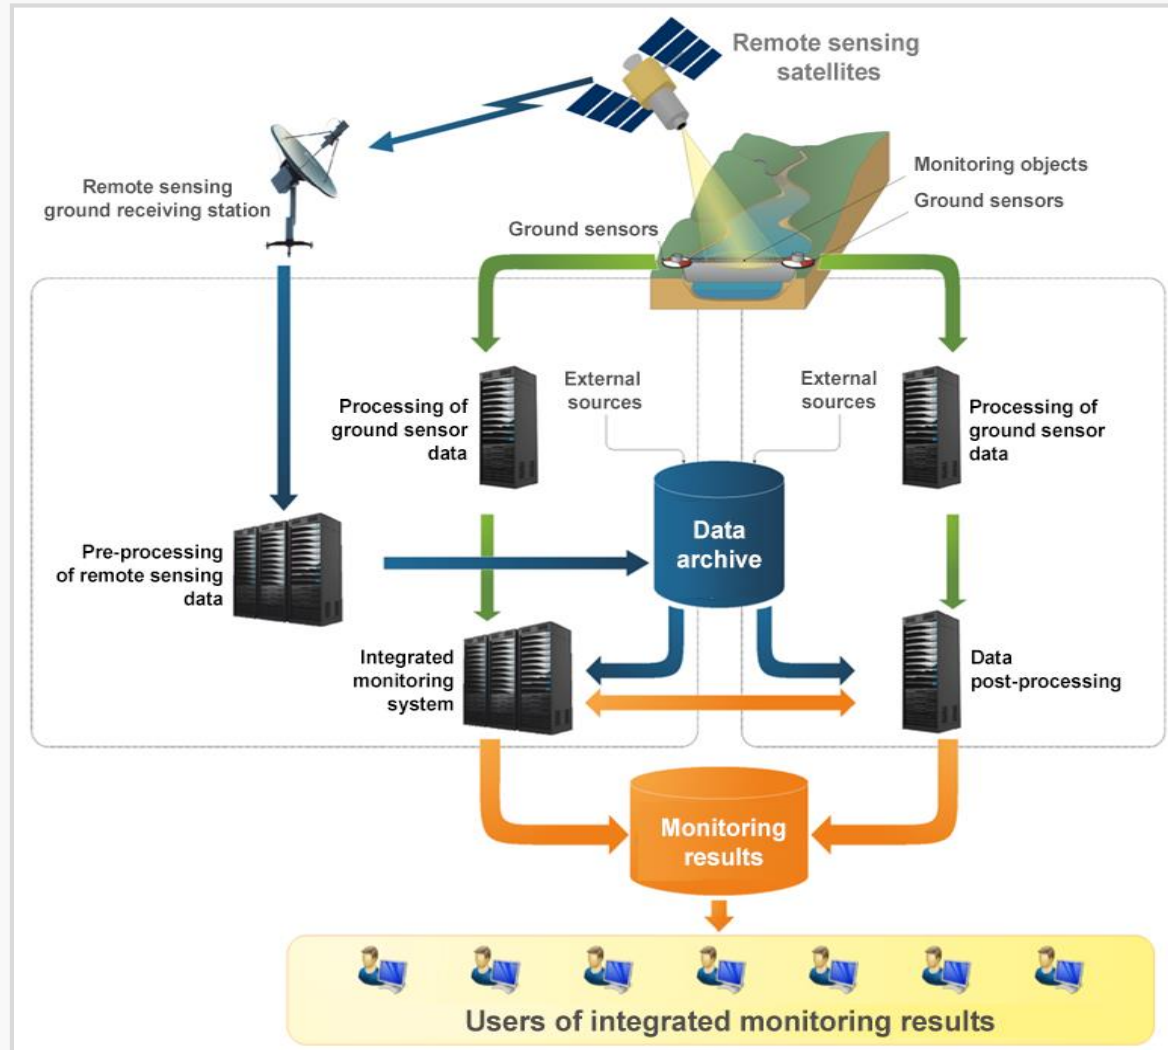 Remote sensing
satellites
Monitoring objects
Remote sensing
ground receiving station
Ground sensors
Ground sensors
External
sources
External
sources
Processing of
ground sensor
data
Processing of
ground sensor
data
Data
archive
Pre-processing
of remote sensing
data
Integrated
monitoring
system
Data
post-processing
Monitoring
results
Users of integrated monitoring results